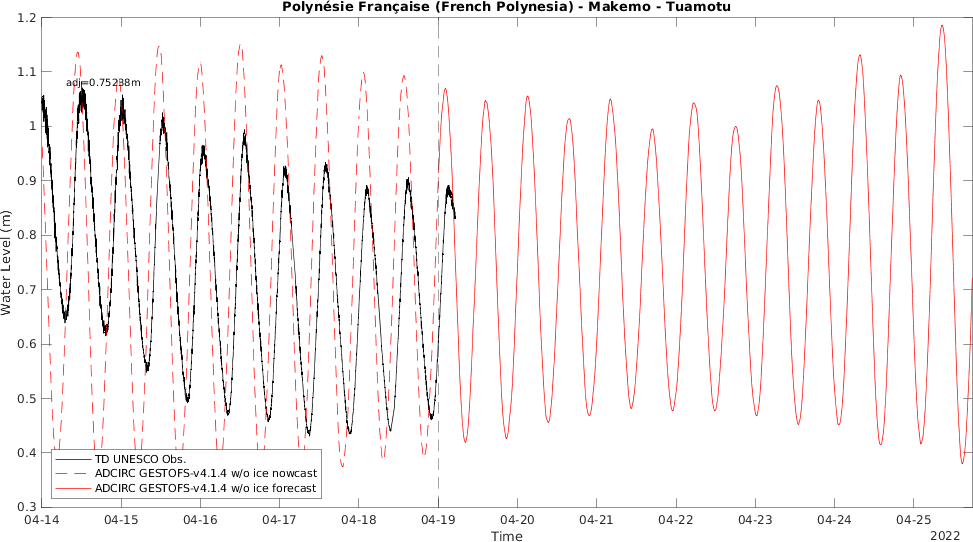 Polynésie Française (French Polynesia) - Makemo - Tuamotu
1.2
1.1
1
0.9
0.8
0.7
0.6
0.5
0.4
0.3
Water Level (m)
adj=0.75238m
TD UNESCO Obs.
ADCIRC GESTOFS-v4.1.4 w/o ice nowcast
ADCIRC GESTOFS-v4.1.4 w/o ice forecast
04-14 04-15 04-16 04-17 04-18 04-19 04-20 04-21 04-22 04-23 04-24 04-25
Time
2022